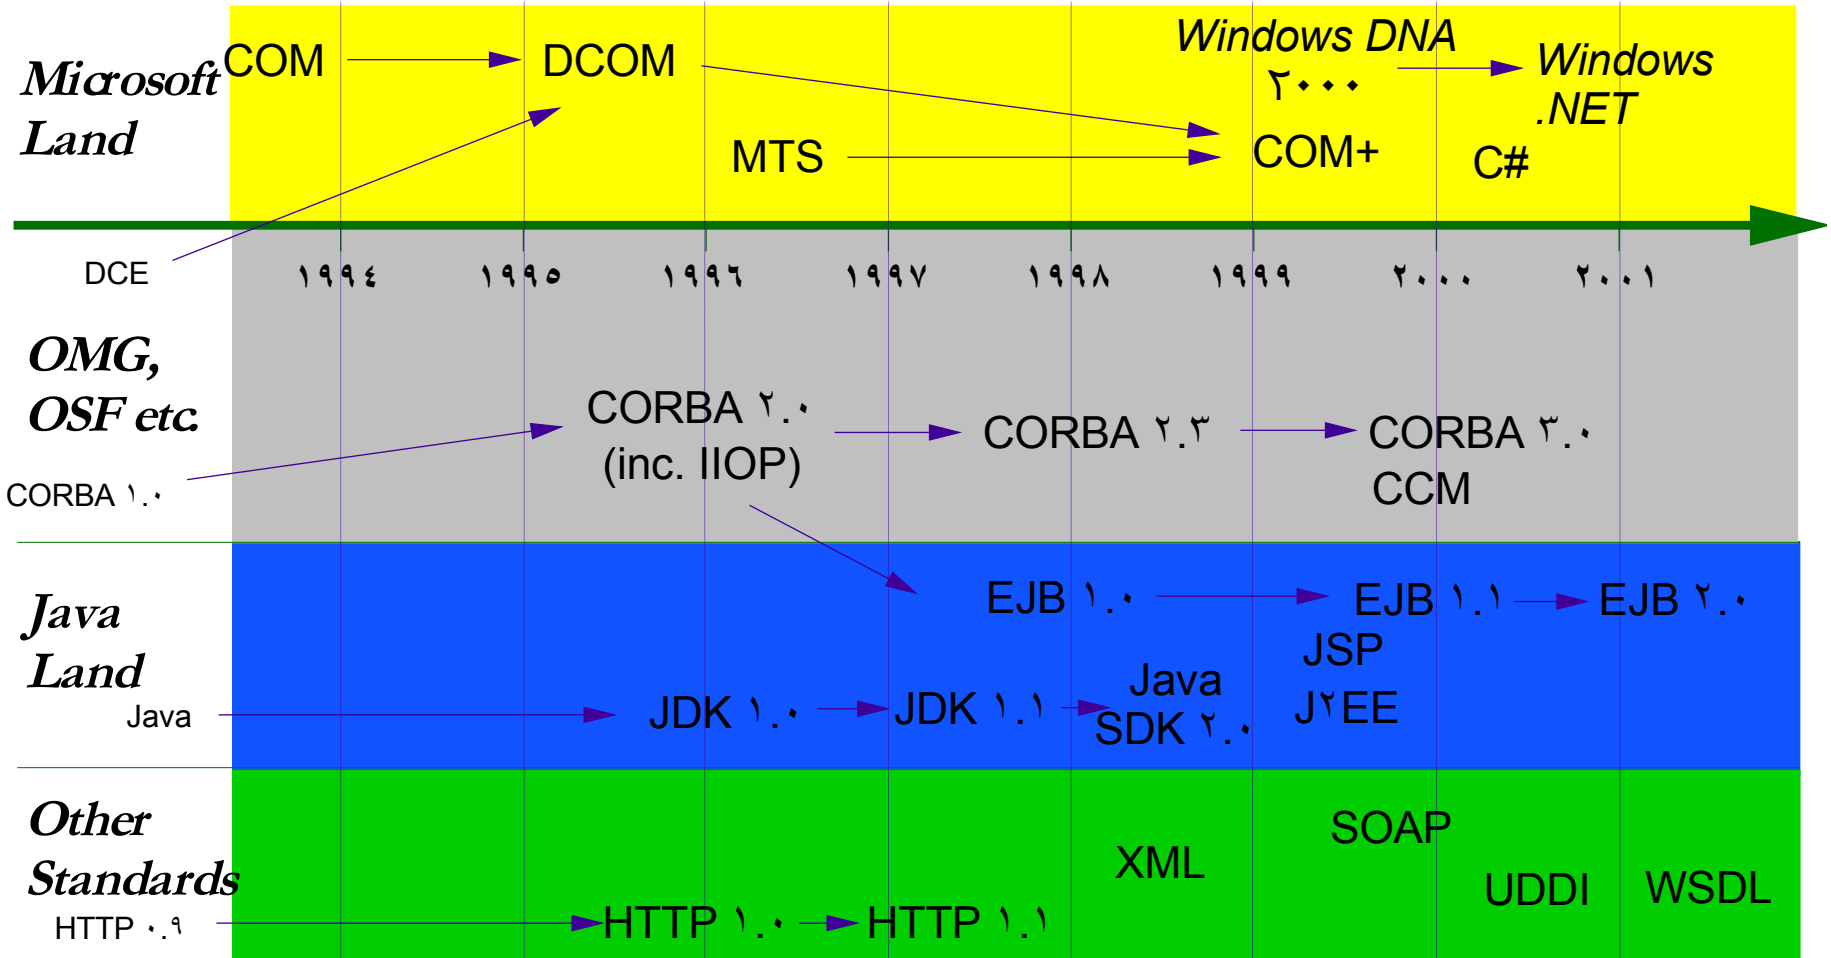 Microsoft
Land
COM
DCOM
MTS
Windows DNA
٢٠٠٠
COM+
Windows
.NET
C#
DCE
١٩٩٤ ١٩٩٥ ١٩٩٦ ١٩٩٧ ١٩٩٨ ١٩٩٩ ٢٠٠٠ ٢٠٠١
OMG,
OSF etc.
CORBA ١.٠
CORBA ٢.٠
(inc. IIOP)
CORBA ٢.٣
CORBA ٣.٠
CCM
Java
Land
EJB ١.٠
EJB ١.١
EJB ٢.٠
JSP
J٢EE
Java
JDK ١.٠
JDK ١.١
Java
SDK ٢.٠
Other
Standards
XML
SOAP
UDDI
WSDL
HTTP ٠.٩
HTTP ١.٠
HTTP ١.١